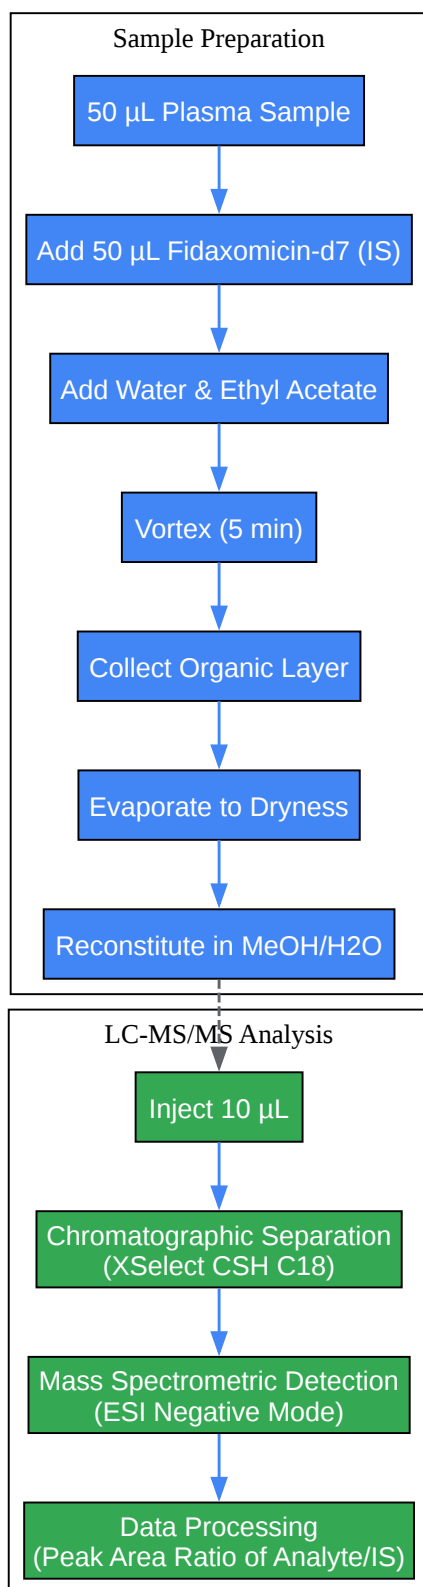 Sample Preparation
50 µL Plasma Sample
Add 50 µL Fidaxomicin-d7 (IS)
Add Water & Ethyl Acetate
Vortex (5 min)
Collect Organic Layer
Evaporate to Dryness
Reconstitute in MeOH/H2O
LC-MS/MS Analysis
Inject 10 µL
Chromatographic Separation
(XSelect CSH C18)
Mass Spectrometric Detection
(ESI Negative Mode)
Data Processing
(Peak Area Ratio of Analyte/IS)